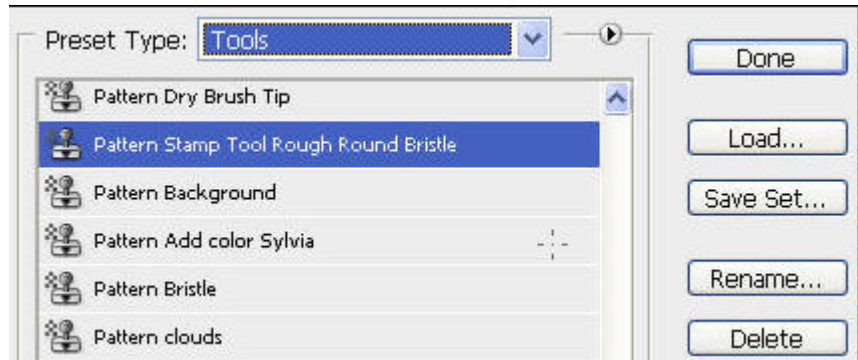 Preset Type: Tools
Done
Pattern Dry Brush Tip
Pattern Stamp Tool Rough Round Bristle
Load...
Pattern Background
Save Set...
Pattern Add color Sylvia
Pattern Bristle
Rename...
Pattern clouds
Delete